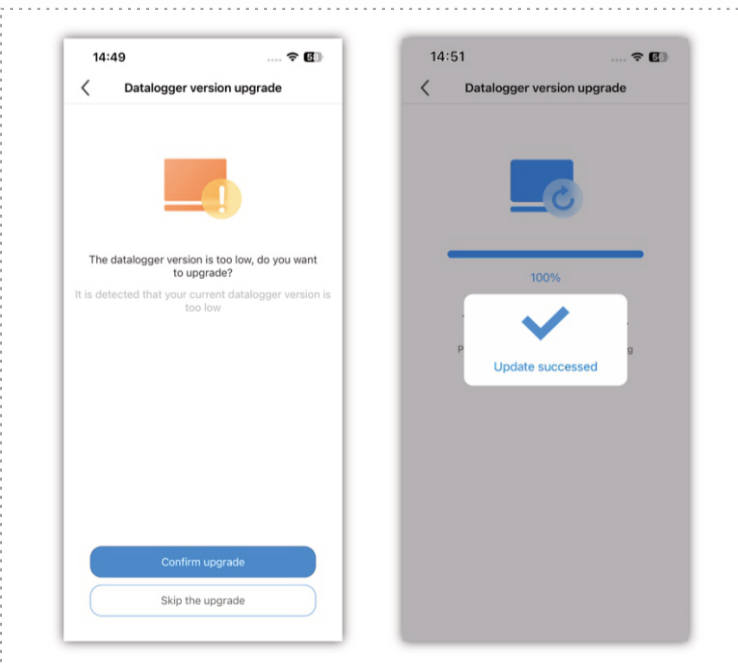 14:49
Datalogger version upgrade
The datalogger version is too low, do you want
to upgrade?
It is detected that your current datalogger version is
too low
Confirm upgrade
Skip the upgrade
14:51
Datalogger version upgrade
100%
Update successed